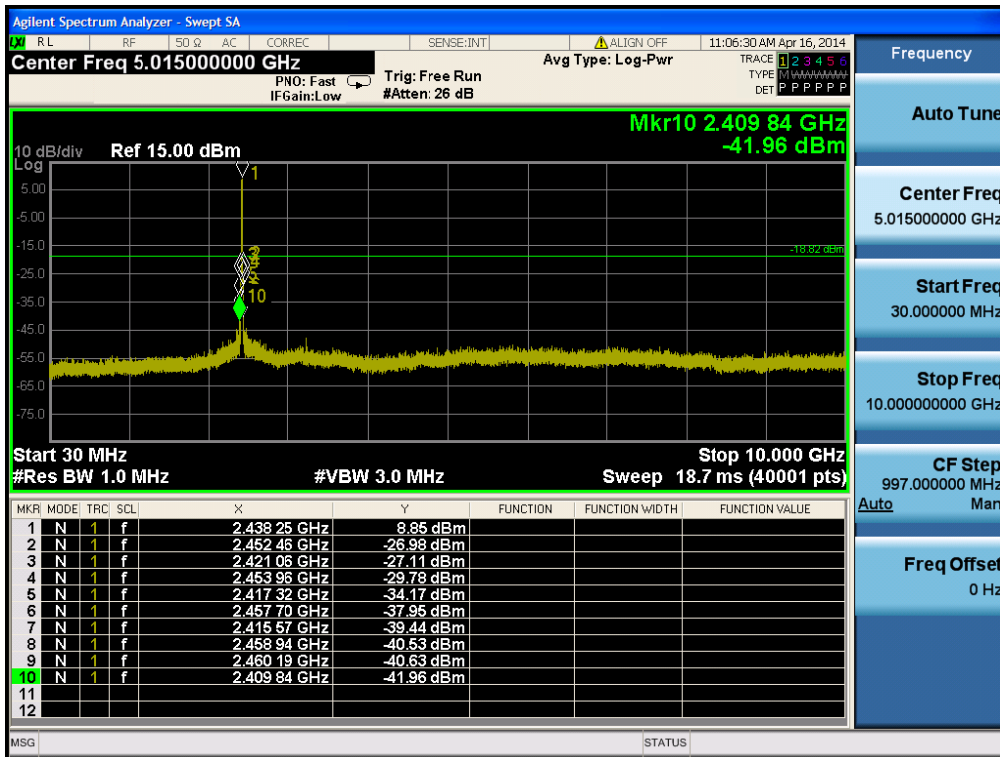 Agilent Spectrum Analyzer - Swept SA
LXI RL RF 50 Ω AC CORREC SENSE:INT ALIGN OFF 11:06:30 AM Apr 16, 2014
Center Freq 5.015000000 GHz
PNO: Fast
IFGain:Low
Trig: Free Run
#Atten: 26 dB
Avg Type: Log-Pwr
TRACE 1 2 3 4 5 6
TYPE
DET P P P P P P
Mkr10 2.409 84 GHz
-41.96 dBm
10 dB/div Ref 15.00 dBm
Log
1
5.00
-5.00
-15.0
-18.82 dBm
-25.0
10
-35.0
-45.0
-55.0
-65.0
-75.0
Start 30 MHz Stop 10.000 GHz
#Res BW 1.0 MHz #VBW 3.0 MHz Sweep 18.7 ms (40001 pts)
MKR MODE TRC SCL X Y FUNCTION FUNCTION WIDTH FUNCTION VALUE
1 N 1 f 2.438 25 GHz 8.85 dBm
2 N 1 f 2.452 46 GHz -26.98 dBm
3 N 1 f 2.421 06 GHz -27.11 dBm
4 N 1 f 2.453 96 GHz -29.78 dBm
5 N 1 f 2.417 32 GHz -34.17 dBm
6 N 1 f 2.457 70 GHz -37.95 dBm
7 N 1 f 2.415 57 GHz -39.44 dBm
8 N 1 f 2.458 94 GHz -40.53 dBm
9 N 1 f 2.460 19 GHz -40.63 dBm
10 N 1 f 2.409 84 GHz -41.96 dBm
11
12
MSG STATUS
Frequency
Auto Tune
Center Freq
5.015000000 GHz
Start Freq
30.000000 MHz
Stop Freq
10.000000000 GHz
CF Step
997.000000 MHz
Auto Man
Freq Offset
0 Hz